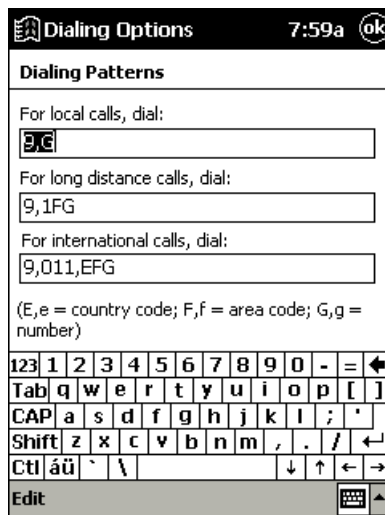 Dialing Options 7:59a ok
Dialing Patterns
For local calls, dial:
9,G
For long distance calls, dial:
9,1FG
For international calls, dial:
9,011,EFG
(E,e = country code; F,f = area code; G,g =
number)
123 1 2 3 4 5 6 7 8 9 0 - = ←
Tab q w e r t y u i o p [ ]
CAP a s d f g h j k l ; '
Shift z x c v b n m , . / ↵
Ctl áü ` \ ↓ ↑ ← →
Edit